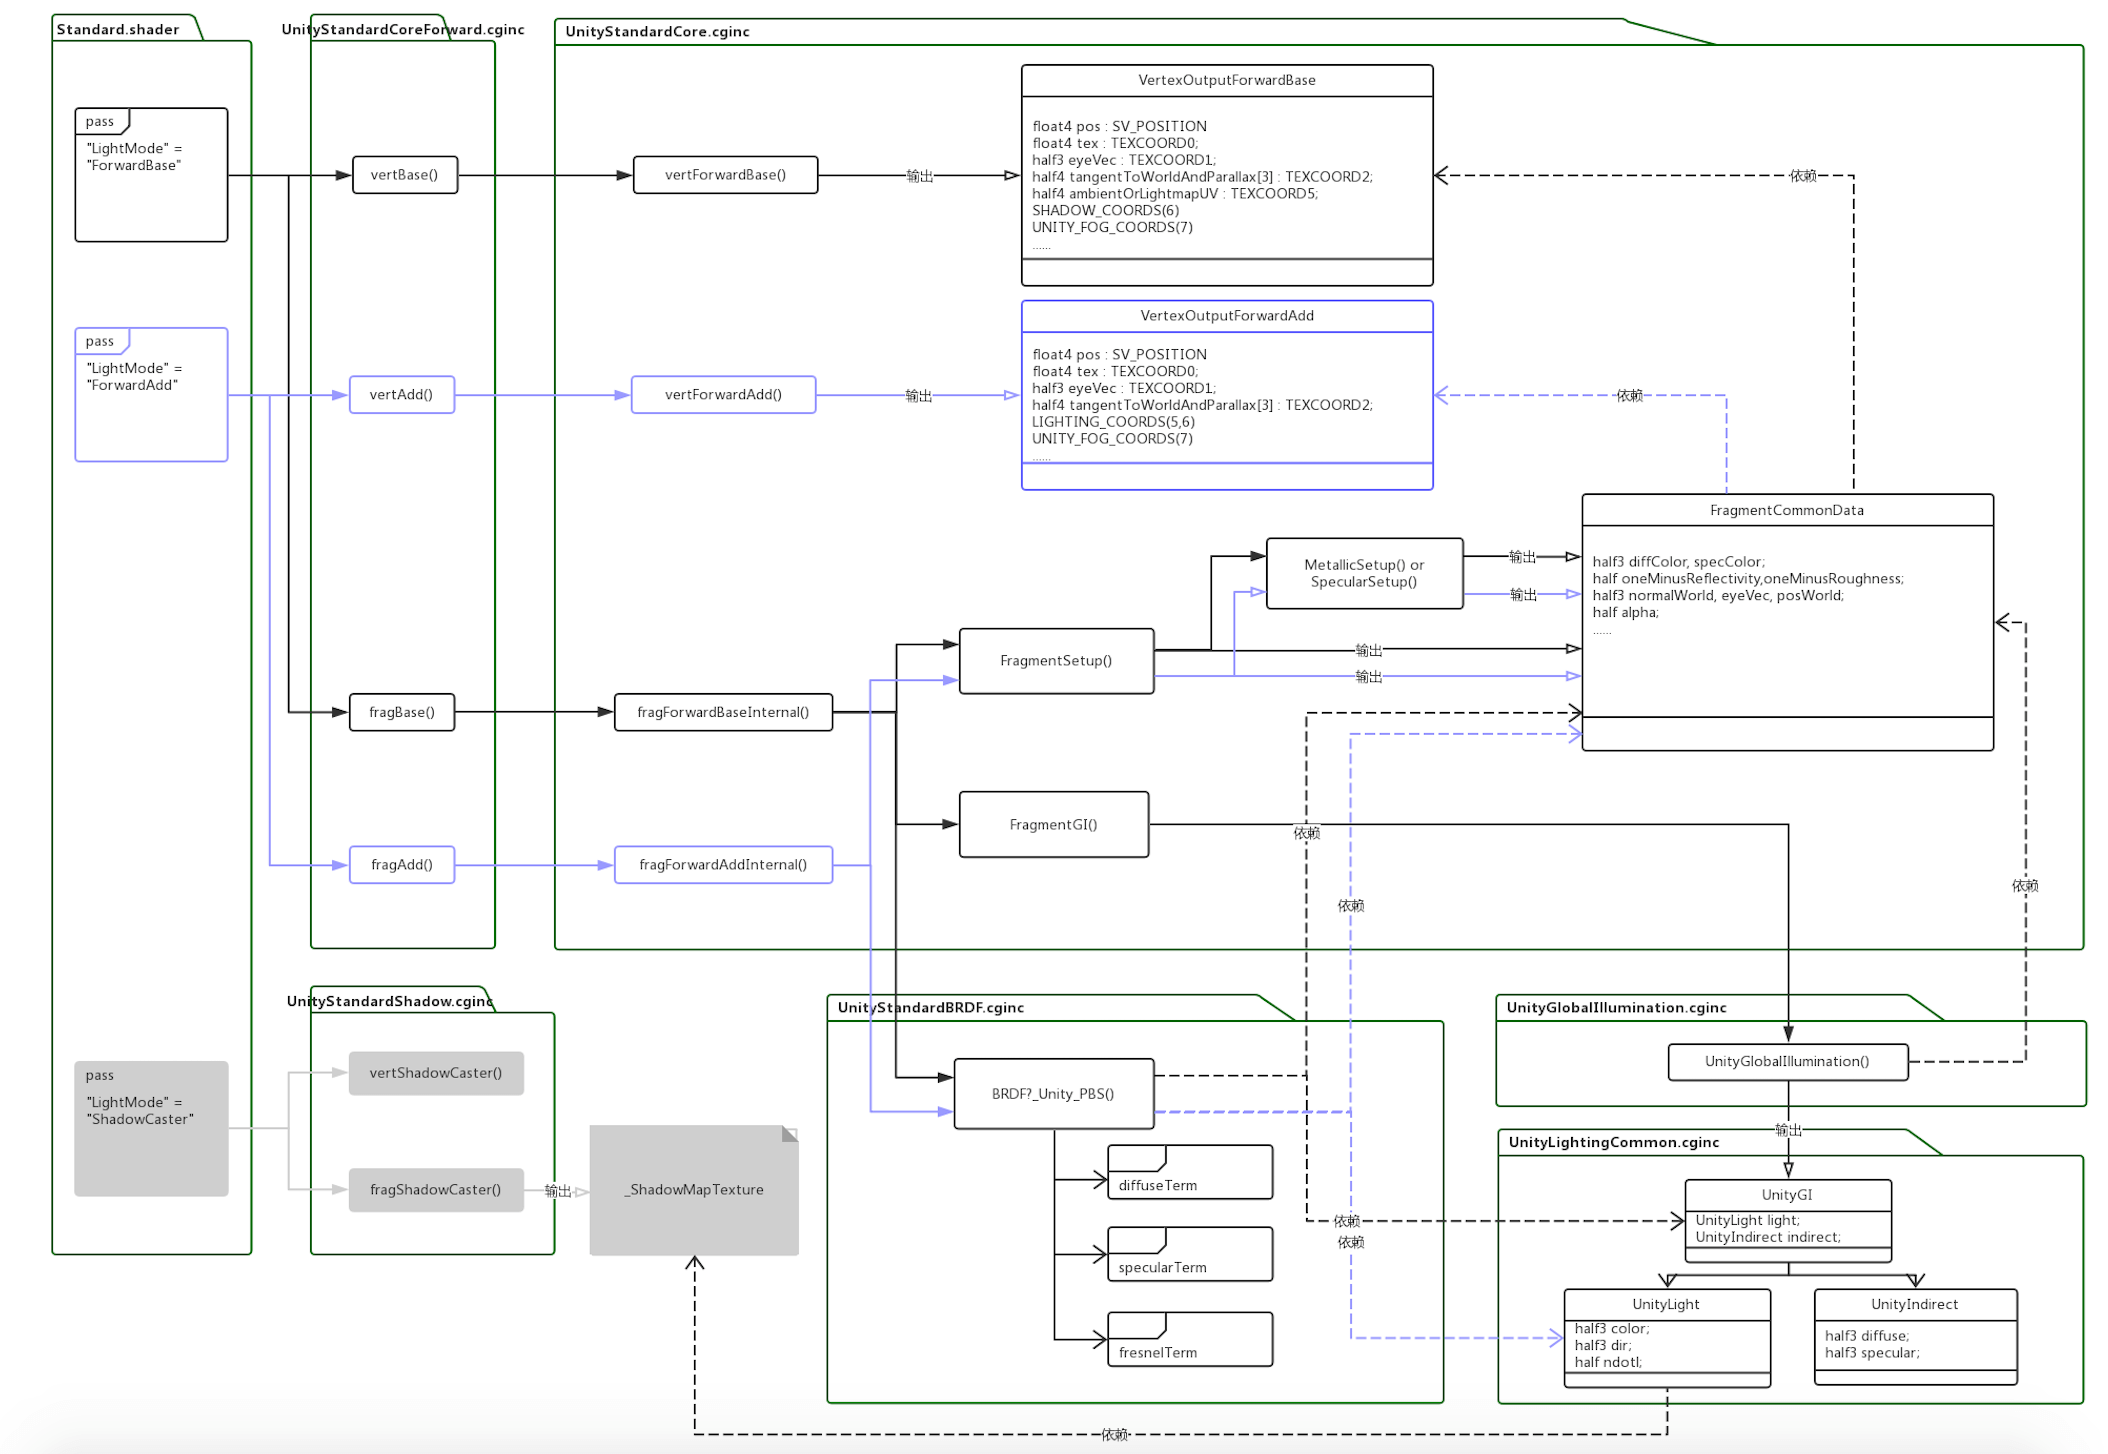 Standard.shader
UnityStandardCoreForward.cginc
UnityStandardCore.cginc
VertexOutputForwardBase
float4 pos : SV_POSITION
float4 tex : TEXCOORD0;
half3 eyeVec : TEXCOORD1;
half4 tangentToWorldAndParallax[3] : TEXCOORD2;
half4 ambientOrLightmapUV : TEXCOORD5;
SHADOW_COORDS(6)
UNITY_FOG_COORDS(7)
......
pass
"LightMode" =
"ForwardBase"
vertBase()
vertForwardBase()
输出
依赖
VertexOutputForwardAdd
float4 pos : SV_POSITION
float4 tex : TEXCOORD0;
half3 eyeVec : TEXCOORD1;
half4 tangentToWorldAndParallax[3] : TEXCOORD2;
LIGHTING_COORDS(5,6)
UNITY_FOG_COORDS(7)
......
pass
"LightMode" =
"ForwardAdd"
vertAdd()
vertForwardAdd()
输出
依赖
FragmentCommonData
half3 diffColor, specColor;
half oneMinusReflectivity,oneMinusRoughness;
half3 normalWorld, eyeVec, posWorld;
half alpha;
......
MetallicSetup() or
SpecularSetup()
输出
输出
FragmentSetup()
输出
输出
fragBase()
fragForwardBaseInternal()
FragmentGI()
依赖
fragAdd()
fragForwardAddInternal()
依赖
依赖
UnityStandardShadow.cginc
UnityStandardBRDF.cginc
UnityGlobalIllumination.cginc
UnityGlobalIllumination()
pass
"LightMode" =
"ShadowCaster"
vertShadowCaster()
BRDF?_Unity_PBS()
输出
UnityLightingCommon.cginc
fragShadowCaster()
输出
_ShadowMapTexture
diffuseTerm
specularTerm
fresnelTerm
依赖
依赖
UnityGI
UnityLight light;
UnityIndirect indirect;
UnityLight
half3 color;
half3 dir;
half ndotl;
UnityIndirect
half3 diffuse;
half3 specular;
依赖